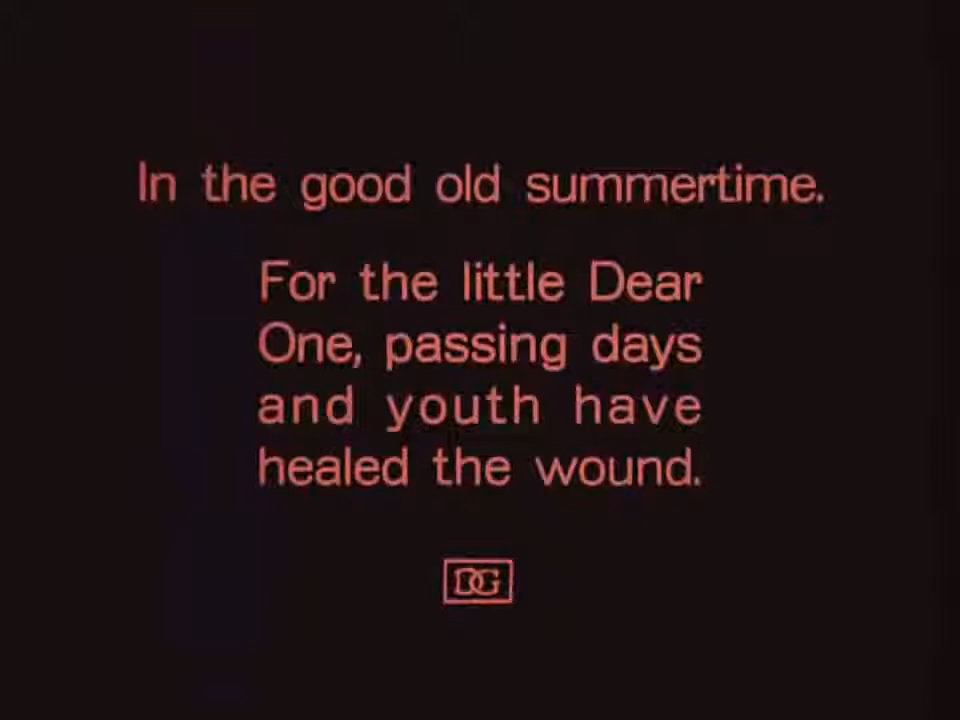 In the good old summertime.
For the little Dear
One, passing days
and youth have
healed the wound.
DG